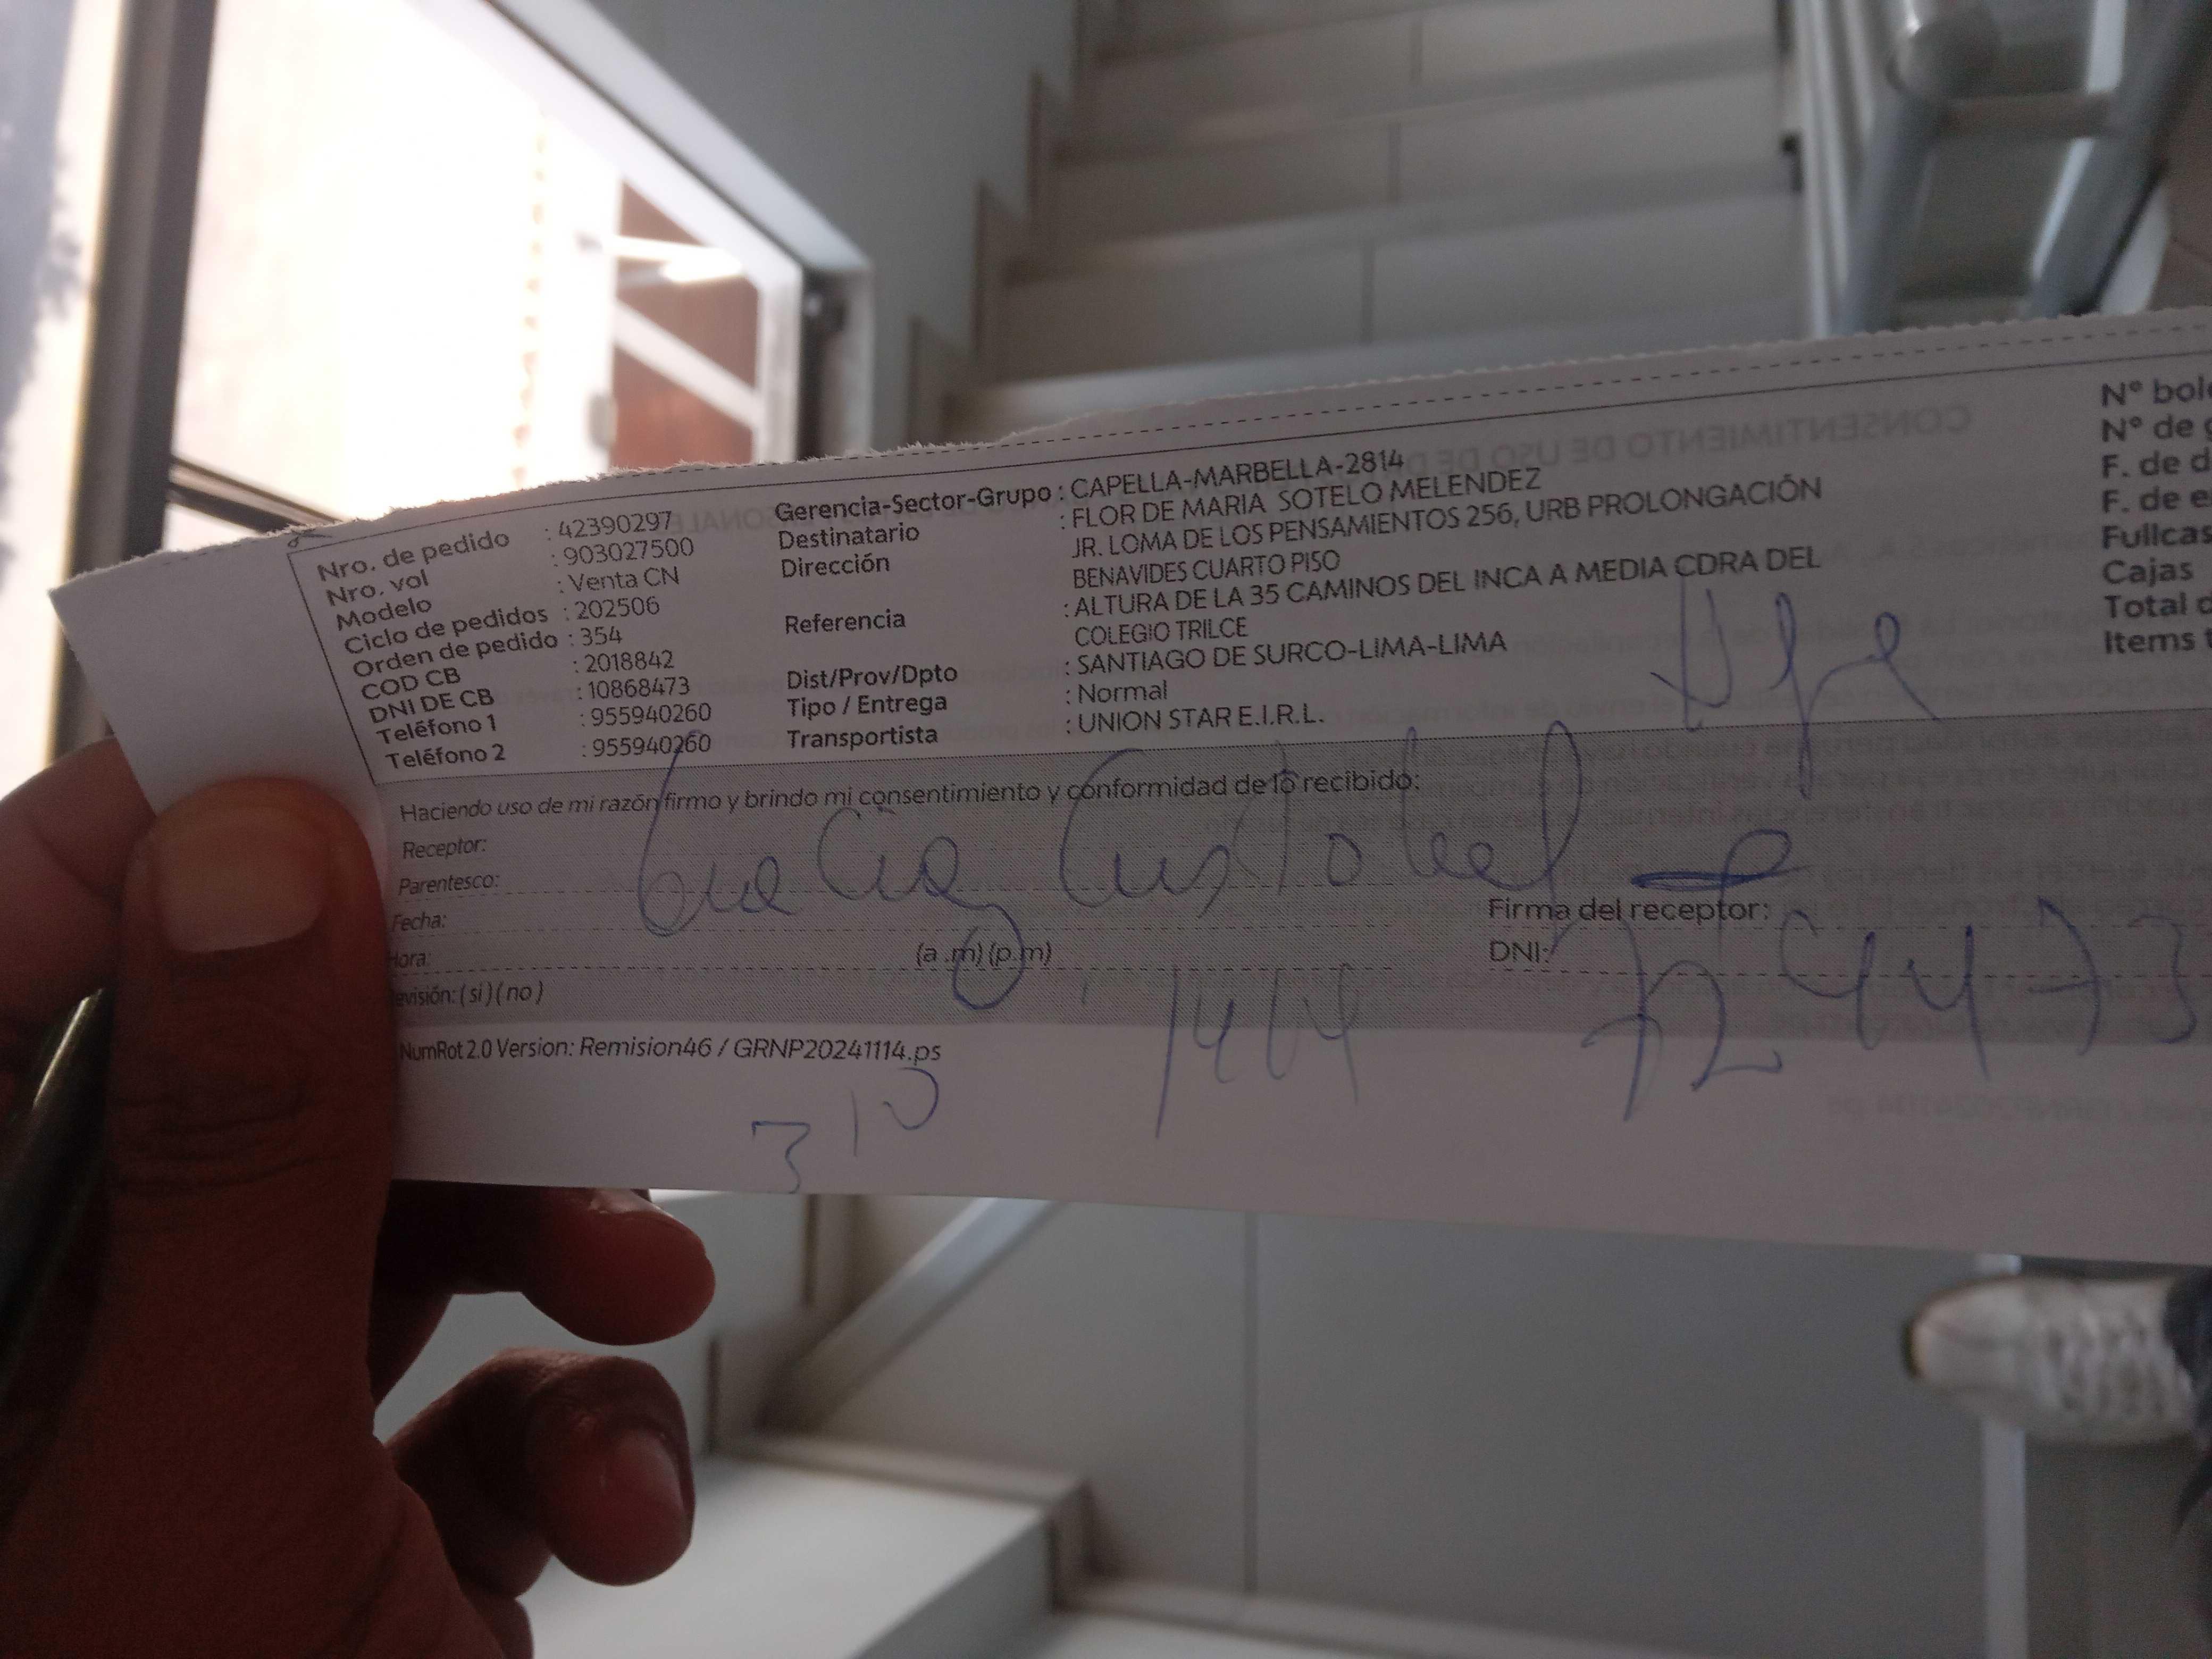 Nro. de pedido : 42390297
Nro. vol : 903027500
Modelo : Venta CN
Ciclo de pedidos : 202506
Orden de pedido : 354
COD CB : 2018842
DNI DE CB : 10868473
Teléfono 1 : 955940260
Teléfono 2 : 955940260
Gerencia-Sector-Grupo : CAPELLA-MARBELLA-2814
Destinatario : FLOR DE MARIA SOTELO MELENDEZ
Dirección JR. LOMA DE LOS PENSAMIENTOS 256, URB PROLONGACIÓN
BENAVIDES CUARTO PISO
Referencia : ALTURA DE LA 35 CAMINOS DEL INCA A MEDIA CDRA DEL
COLEGIO TRILCE
Dist/Prov/Dpto : SANTIAGO DE SURCO-LIMA-LIMA
Tipo / Entrega : Normal
Transportista : UNION STAR E.I.R.L.
N° bol
N° de g
F. de d
F. de e
Fullcas
Cajas
Total d
Items t
Haciendo uso de mi razón firmo y brindo mi consentimiento y conformidad de lo recibido:
Receptor:
Parentesco:
Fecha:
Hora: (a .m) (p.m)
evisión: ( si ) ( no )
Firma del receptor:
DNI:
NumRot 2.0 Version: Remision46 / GRNP20241114.ps
310